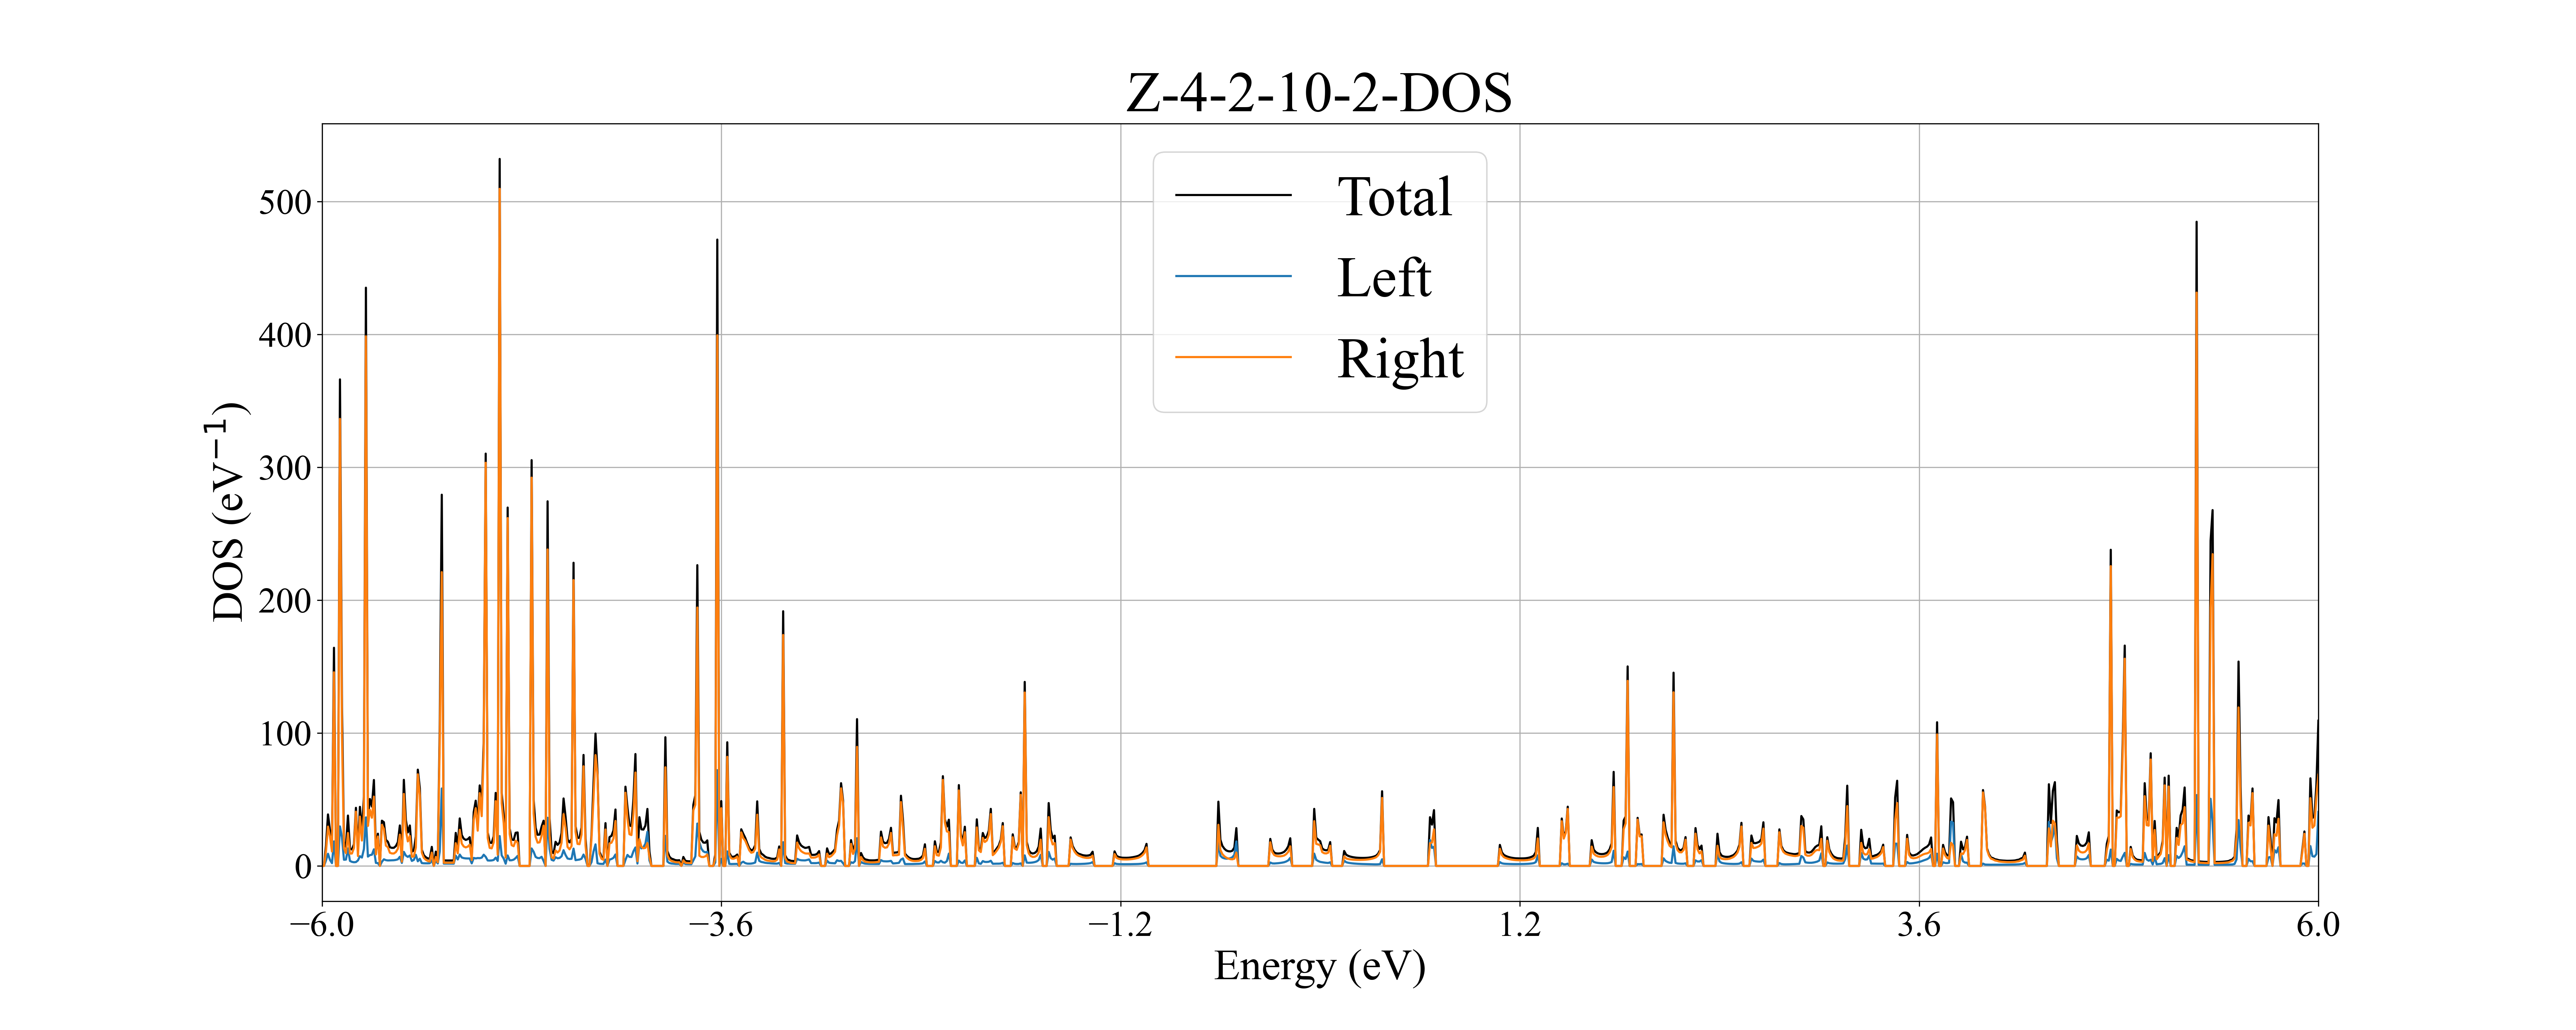 Z-4-2-10-2-DOS
Total
Left
Right
DOS (eV⁻¹)
500
400
300
200
100
0
−6.0 −3.6 −1.2 1.2 3.6 6.0
Energy (eV)